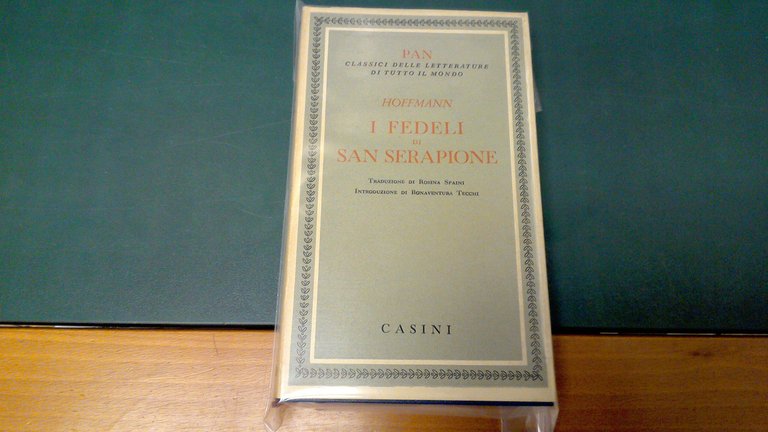 PAN
CLASSICI DELLE LETTERATURE
DI TUTTO IL MONDO
HOFFMANN
I FEDELI
DI
SAN SERAPIONE
TRADUZIONE DI ROSINA SPAINI
INTRODUZIONE DI BONAVENTURA TECCHI
CASINI